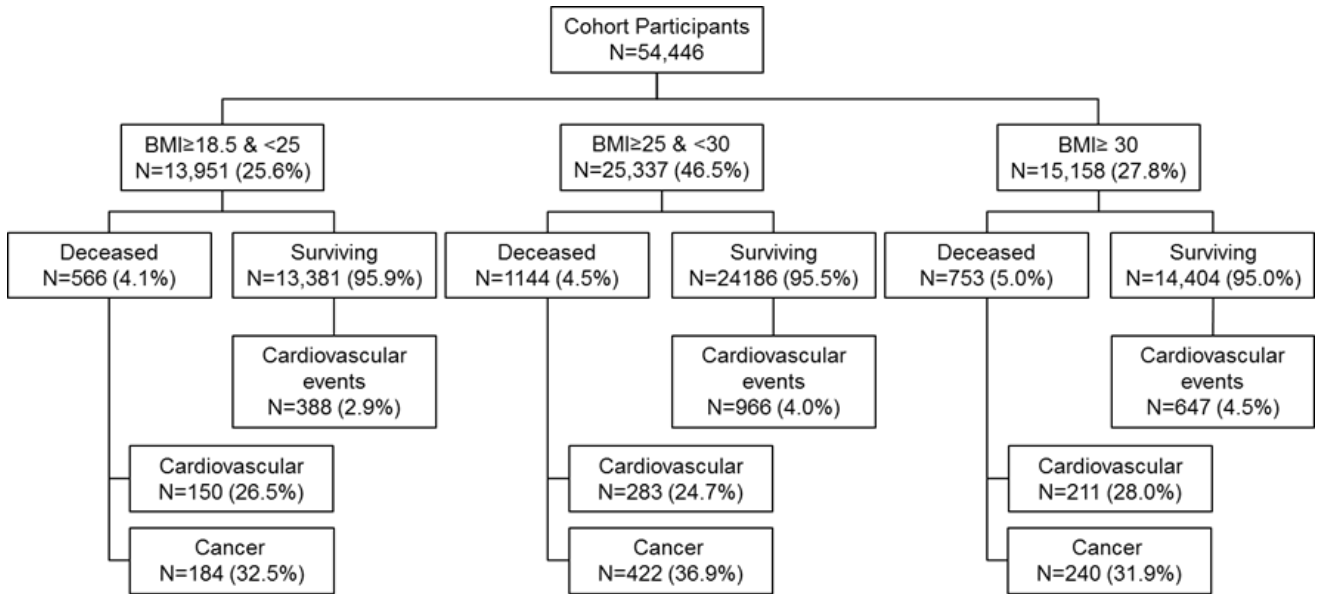 Cohort Participants
N=54,446
BMI≥18.5 & <25
N=13,951 (25.6%)
BMI≥25 & <30
N=25,337 (46.5%)
BMI≥ 30
N=15,158 (27.8%)
Deceased
N=566 (4.1%)
Surviving
N=13,381 (95.9%)
Deceased
N=1144 (4.5%)
Surviving
N=24186 (95.5%)
Deceased
N=753 (5.0%)
Surviving
N=14,404 (95.0%)
Cardiovascular
events
N=388 (2.9%)
Cardiovascular
events
N=966 (4.0%)
Cardiovascular
events
N=647 (4.5%)
Cardiovascular
N=150 (26.5%)
Cardiovascular
N=283 (24.7%)
Cardiovascular
N=211 (28.0%)
Cancer
N=184 (32.5%)
Cancer
N=422 (36.9%)
Cancer
N=240 (31.9%)